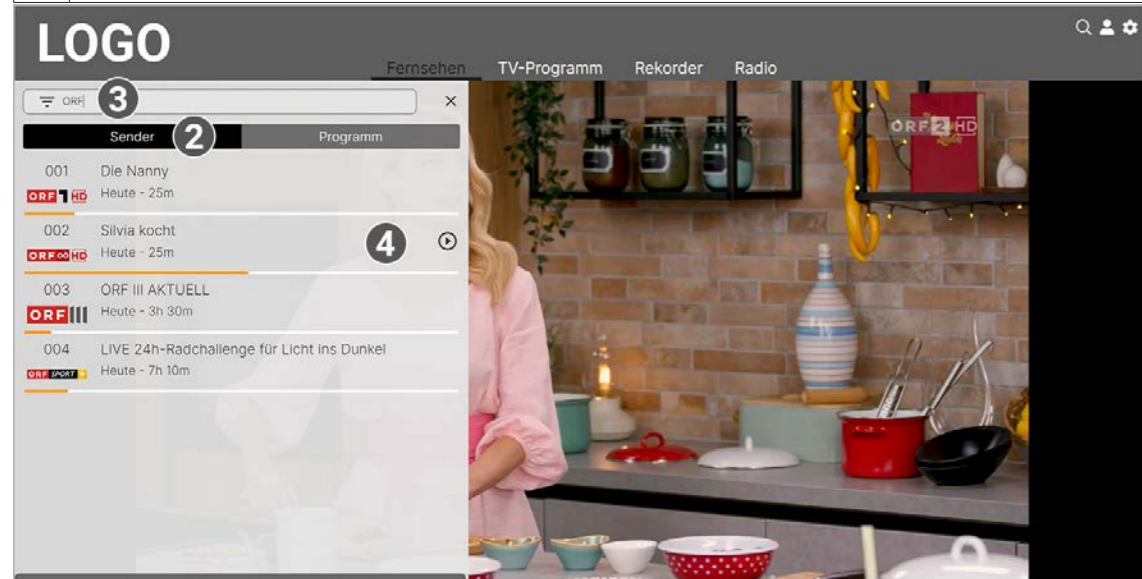 LOGO
Fernsehen TV-Programm Rekorder Radio
ORF 3
Sender 2 Programm
001 Die Nanny
ORF 1 HD Heute - 25m
002 Silvia kocht 4
ORF HD Heute - 25m
003 ORF III AKTUELL
ORF III Heute - 3h 30m
004 LIVE 24h-Radchallenge für Licht ins Dunkel
ORF SPORT + Heute - 7h 10m
ORF 2 HD